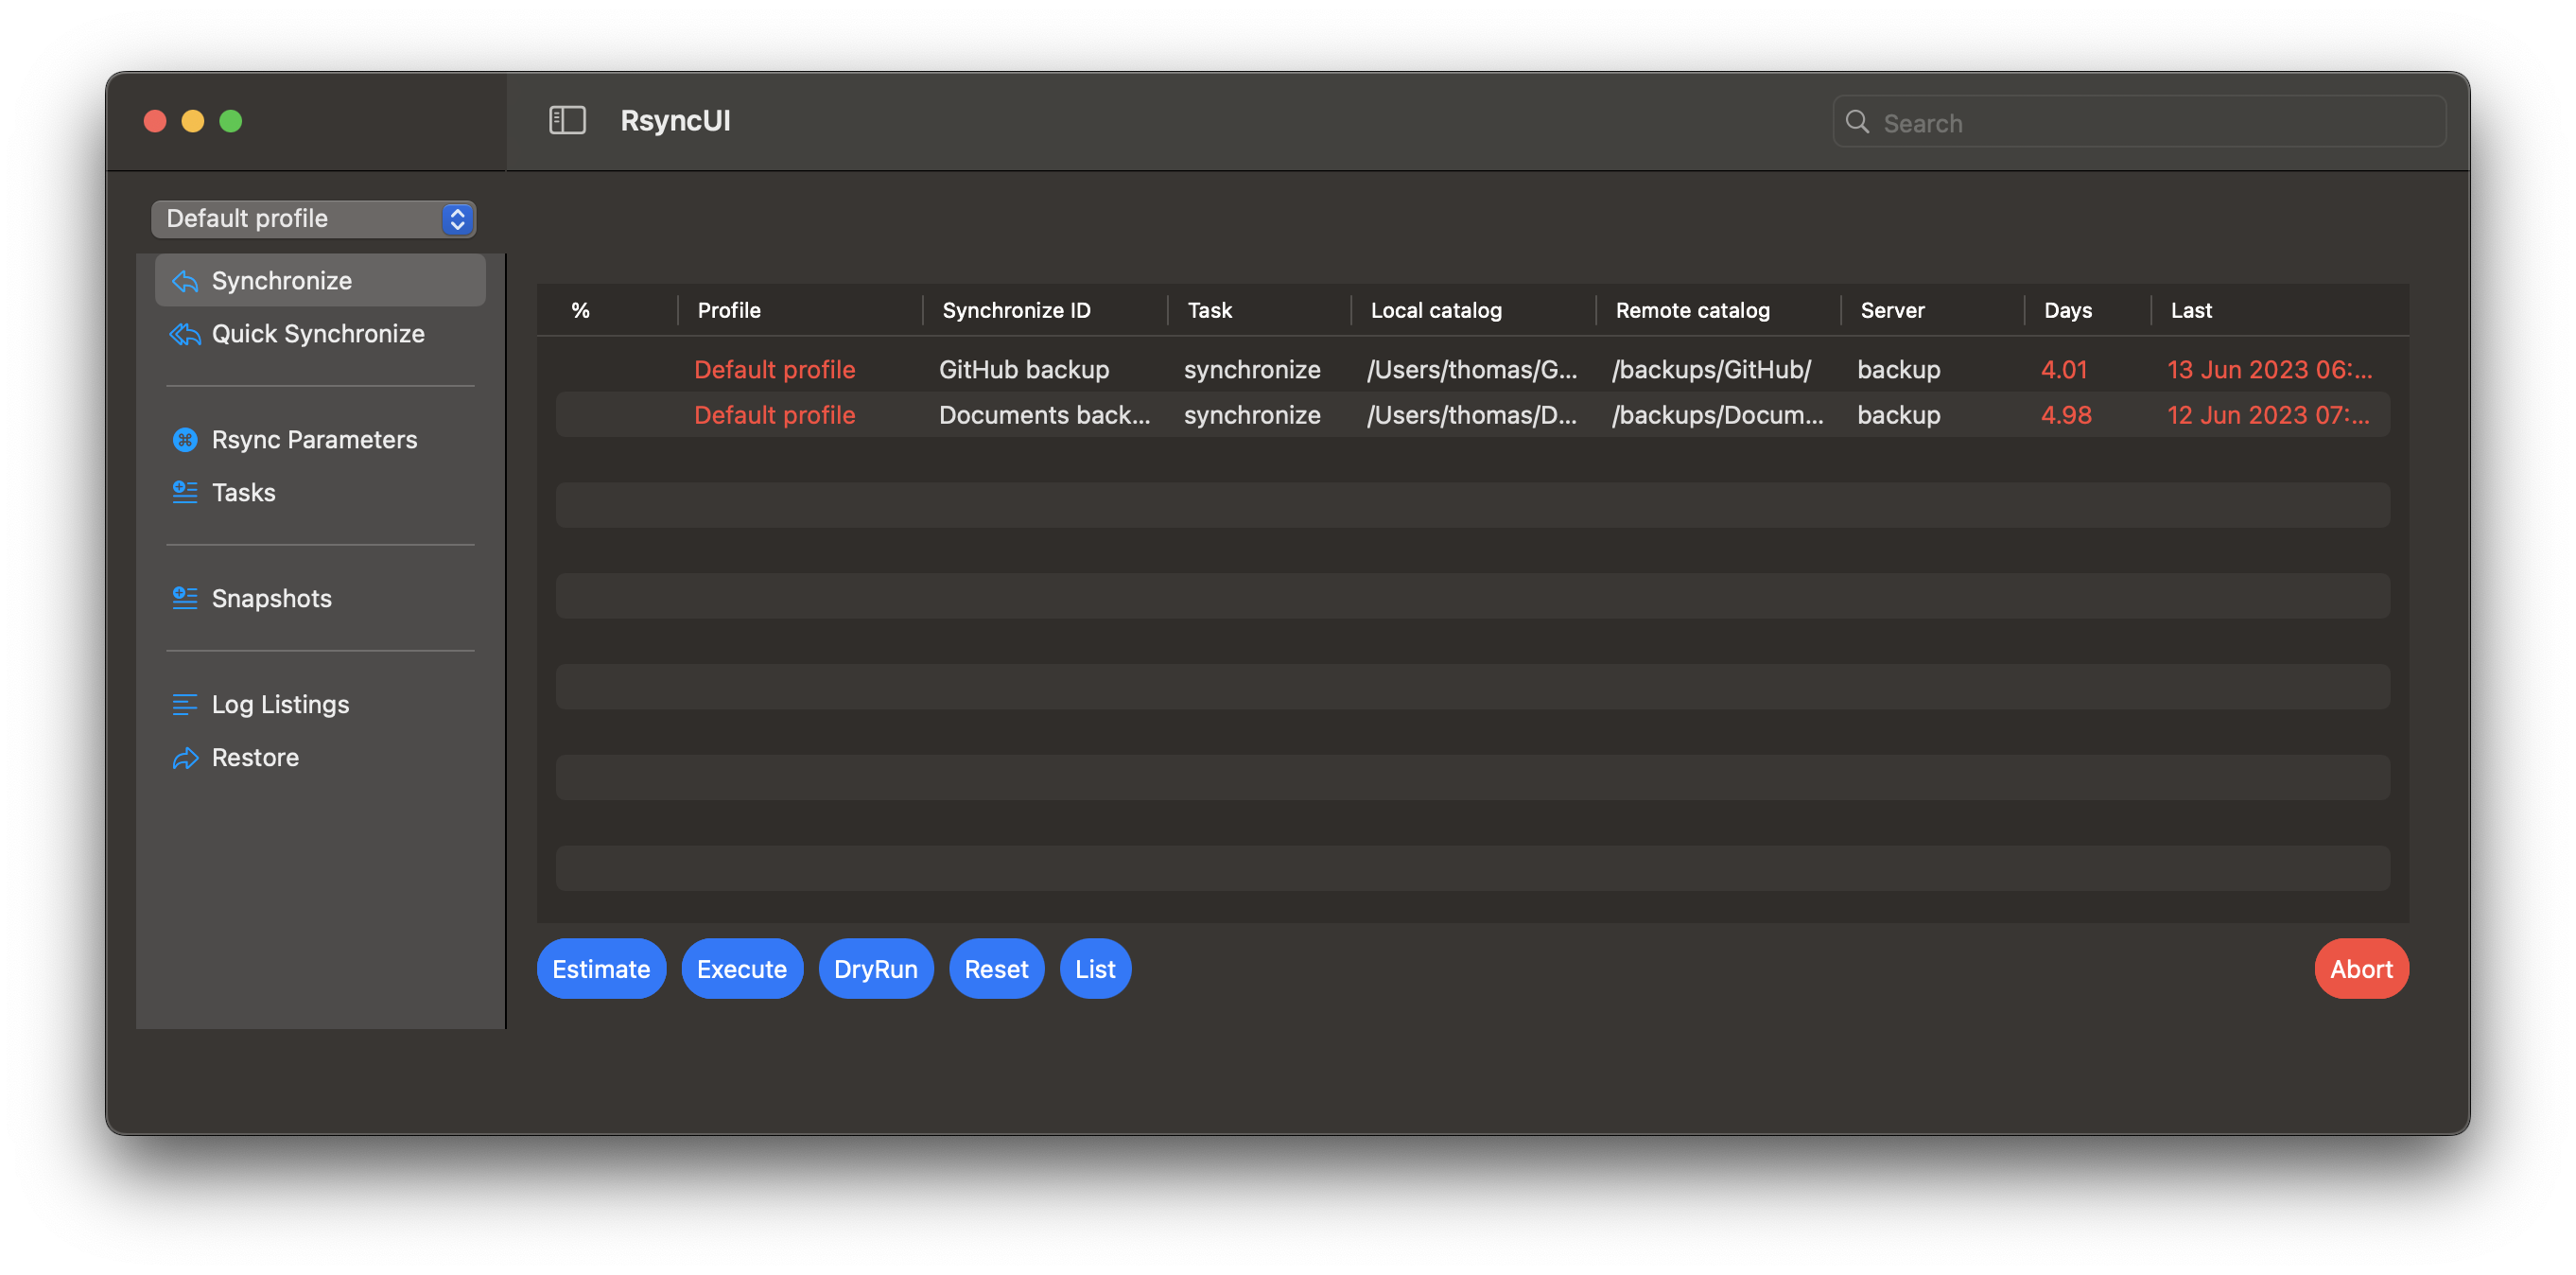 RsyncUI
Search
Default profile
Synchronize
Quick Synchronize
Rsync Parameters
Tasks
Snapshots
Log Listings
Restore
% Profile Synchronize ID Task Local catalog Remote catalog Server Days Last
Default profile GitHub backup synchronize /Users/thomas/G... /backups/GitHub/ backup 4.01 13 Jun 2023 06:...
Default profile Documents back... synchronize /Users/thomas/D... /backups/Docum... backup 4.98 12 Jun 2023 07:...
Estimate Execute DryRun Reset List Abort